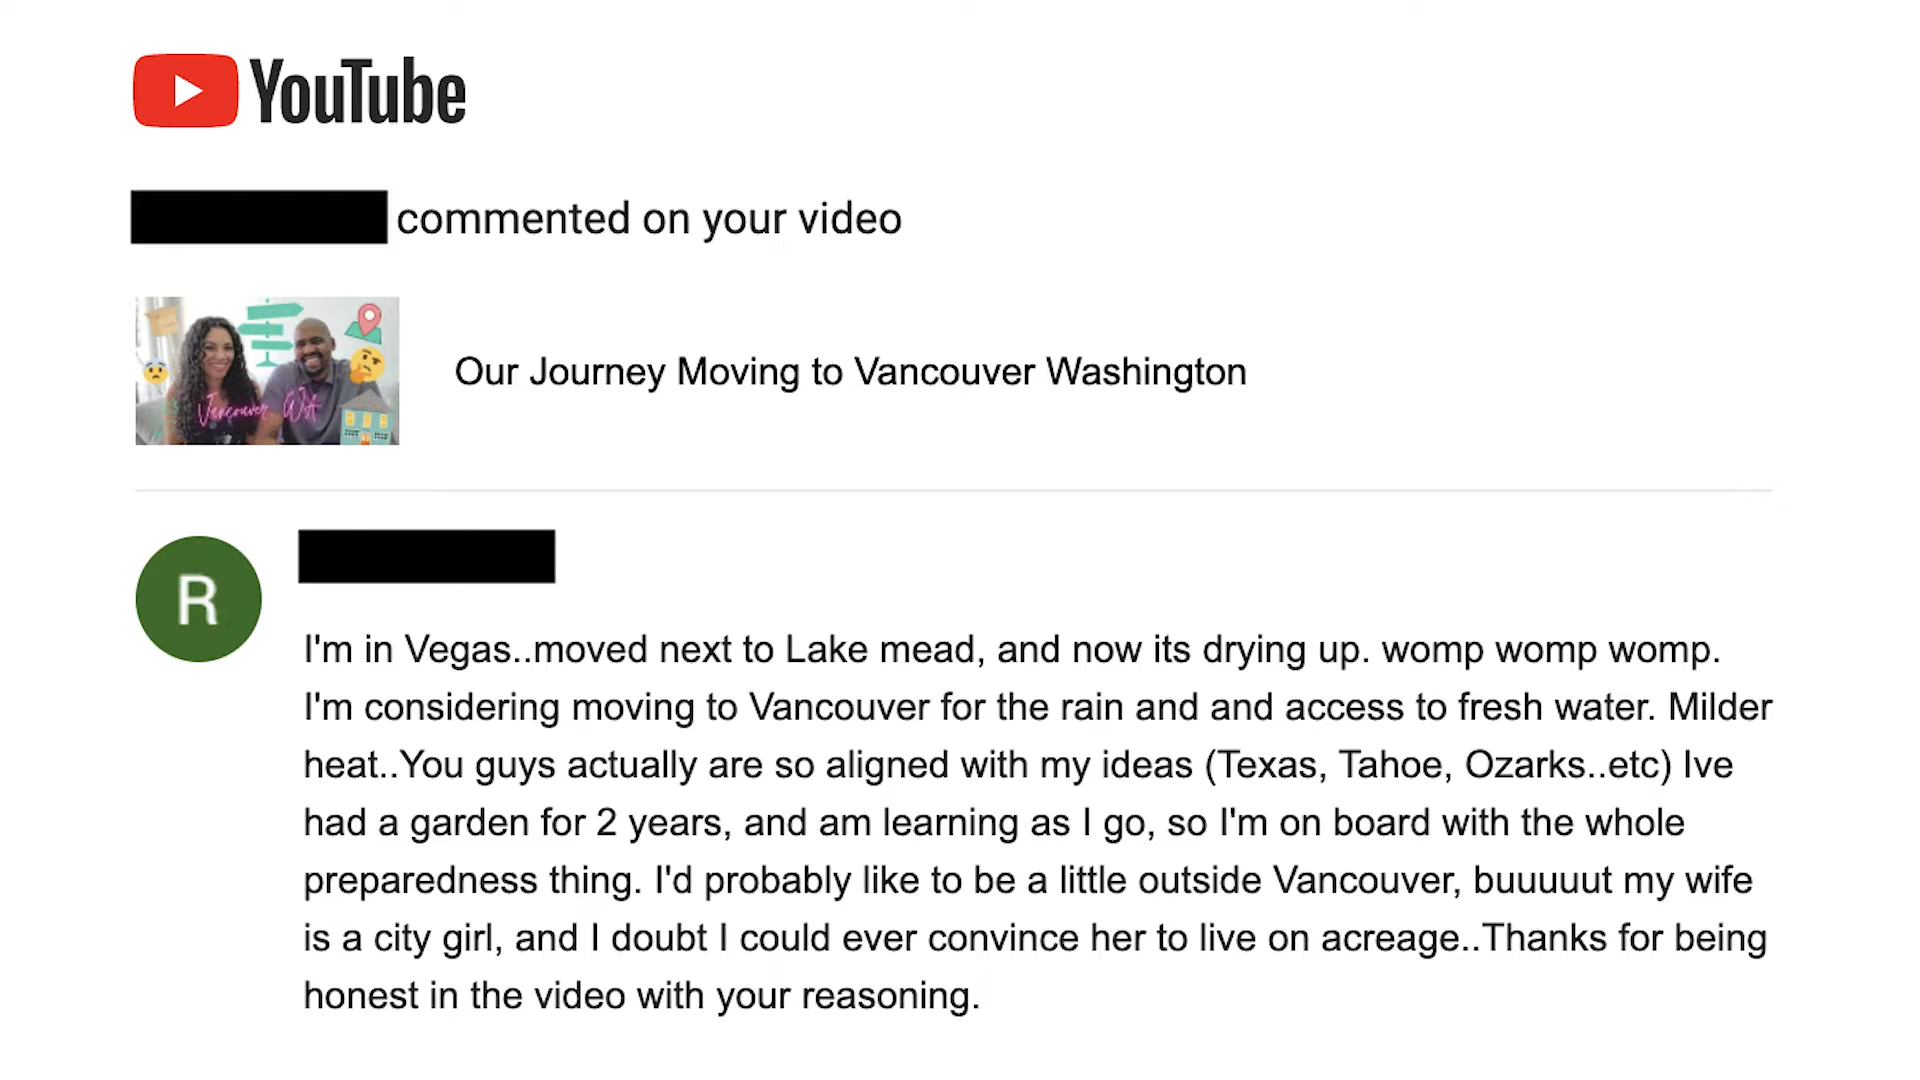 YouTube
commented on your video
Vancouver, WA
Our Journey Moving to Vancouver Washington
R
I'm in Vegas..moved next to Lake mead, and now its drying up. womp womp womp.
I'm considering moving to Vancouver for the rain and and access to fresh water. Milder
heat..You guys actually are so aligned with my ideas (Texas, Tahoe, Ozarks..etc) Ive
had a garden for 2 years, and am learning as I go, so I'm on board with the whole
preparedness thing. I'd probably like to be a little outside Vancouver, buuuuut my wife
is a city girl, and I doubt I could ever convince her to live on acreage..Thanks for being
honest in the video with your reasoning.